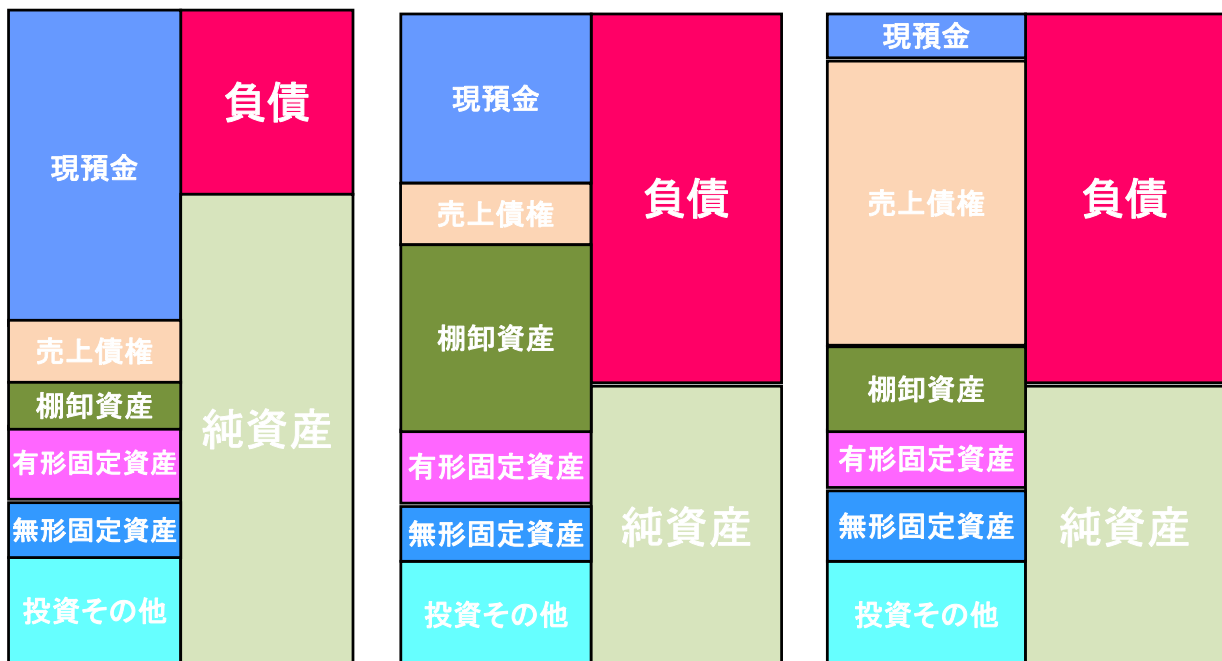 現預金
売上債権
棚卸資産
有形固定資産
無形固定資産
投資その他
負債
純資産
現預金
売上債権
棚卸資産
有形固定資産
無形固定資産
投資その他
負債
純資産
現預金
売上債権
棚卸資産
有形固定資産
無形固定資産
投資その他
負債
純資産